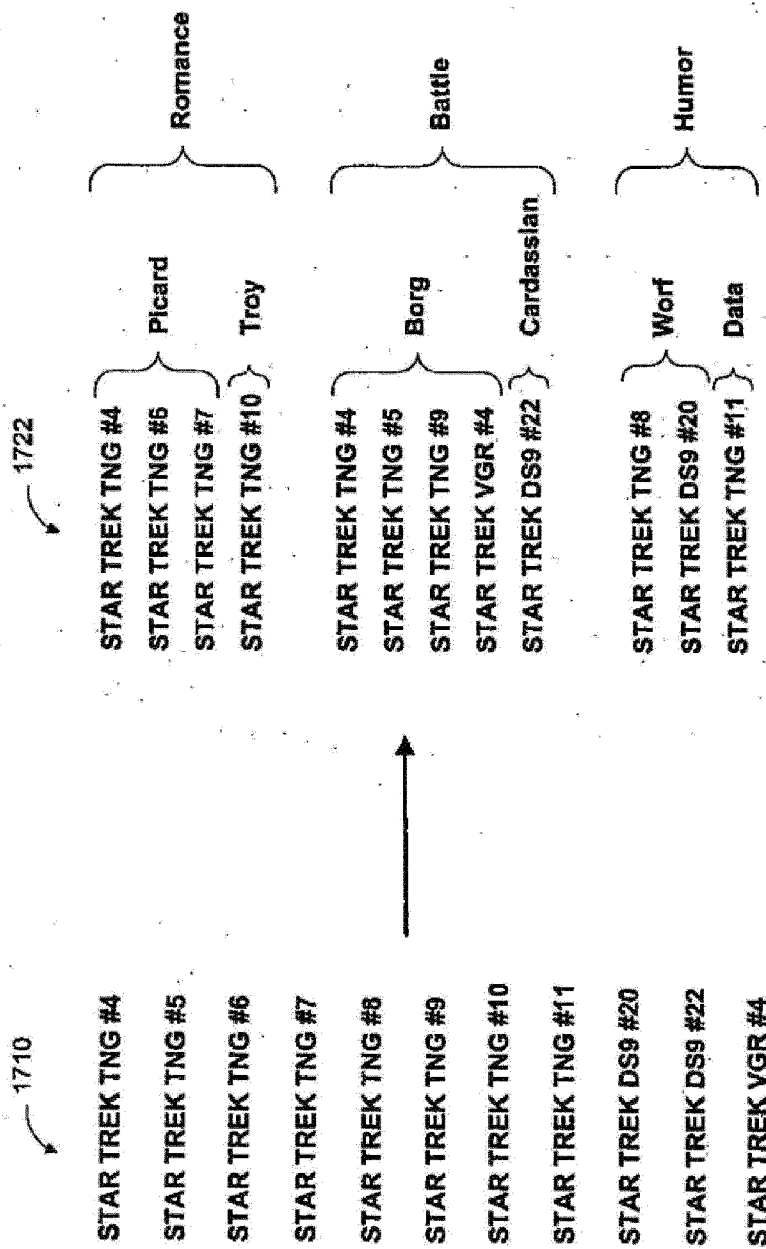 1710
STAR TREK TNG #4
STAR TREK TNG #5
STAR TREK TNG #6
STAR TREK TNG #7
STAR TREK TNG #8
STAR TREK TNG #9
STAR TREK TNG #10
STAR TREK TNG #11
STAR TREK DS9 #20
STAR TREK DS9 #22
STAR TREK VGR #4
1722
STAR TREK TNG #4
STAR TREK TNG #6
STAR TREK TNG #7
STAR TREK TNG #10
Picard
Troy
Romance
STAR TREK TNG #4
STAR TREK TNG #5
STAR TREK TNG #9
STAR TREK VGR #4
STAR TREK DS9 #22
Borg
Cardassian
Battle
STAR TREK TNG #8
STAR TREK DS9 #20
STAR TREK TNG #11
Worf
Data
Humor